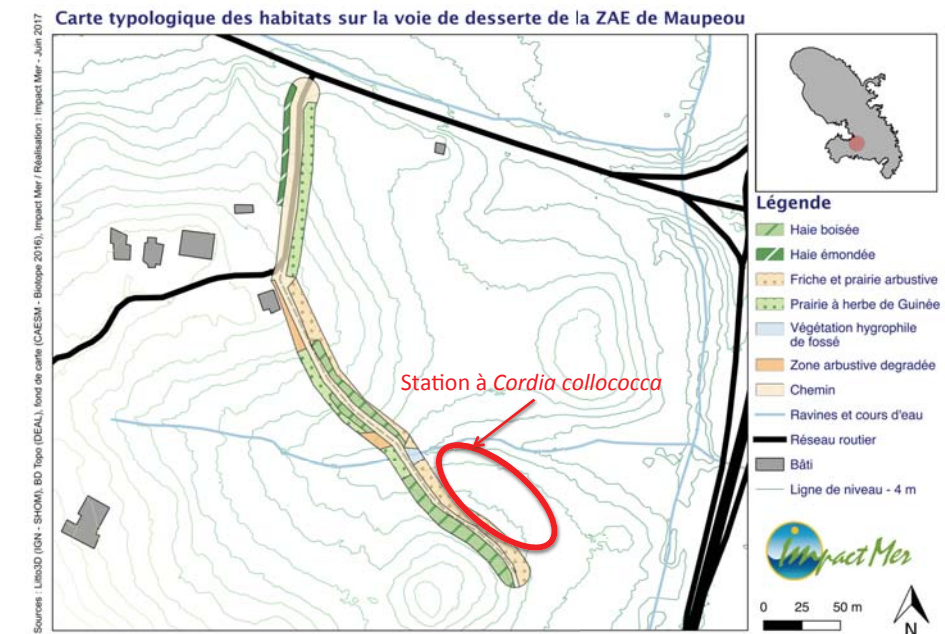 Carte typologique des habitats sur la voie de desserte de la ZAE de Maupeou
Sources : Litto3D (IGN - SHOM), BD Topo (DEAL), fond de carte (CAESM - Biotope 2016), Impact Mer / Réalisation : Impact Mer - Juin 2017
Station à Cordia collococca
Légende
Haie boisée
Haie émondée
Friche et prairie arbustive
Prairie à herbe de Guinée
Végétation hygrophile
de fossé
Zone arbustive degradée
Chemin
Ravines et cours d'eau
Réseau routier
Bâti
Ligne de niveau - 4 m
Impact Mer
0 25 50 m
N